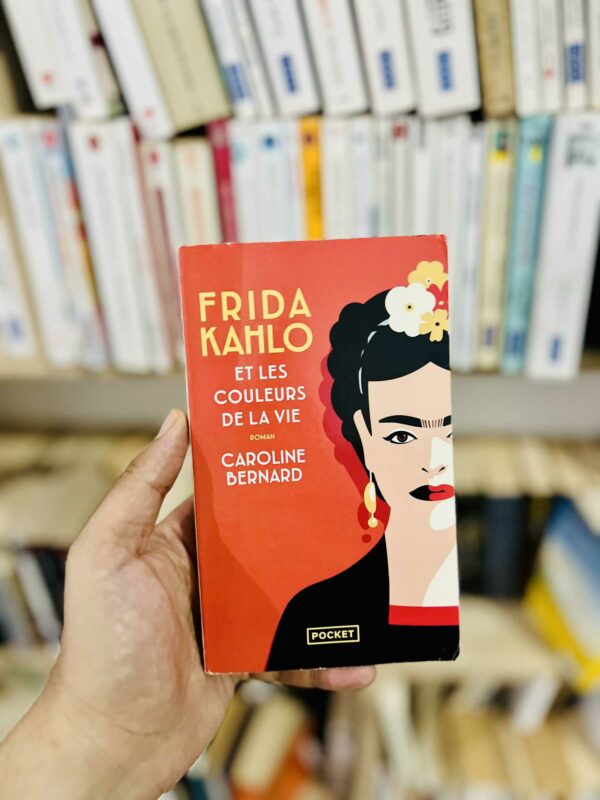 FRIDA
KAHLO
ET LES
COULEURS
DE LA VIE
ROMAN
CAROLINE
BERNARD
POCKET